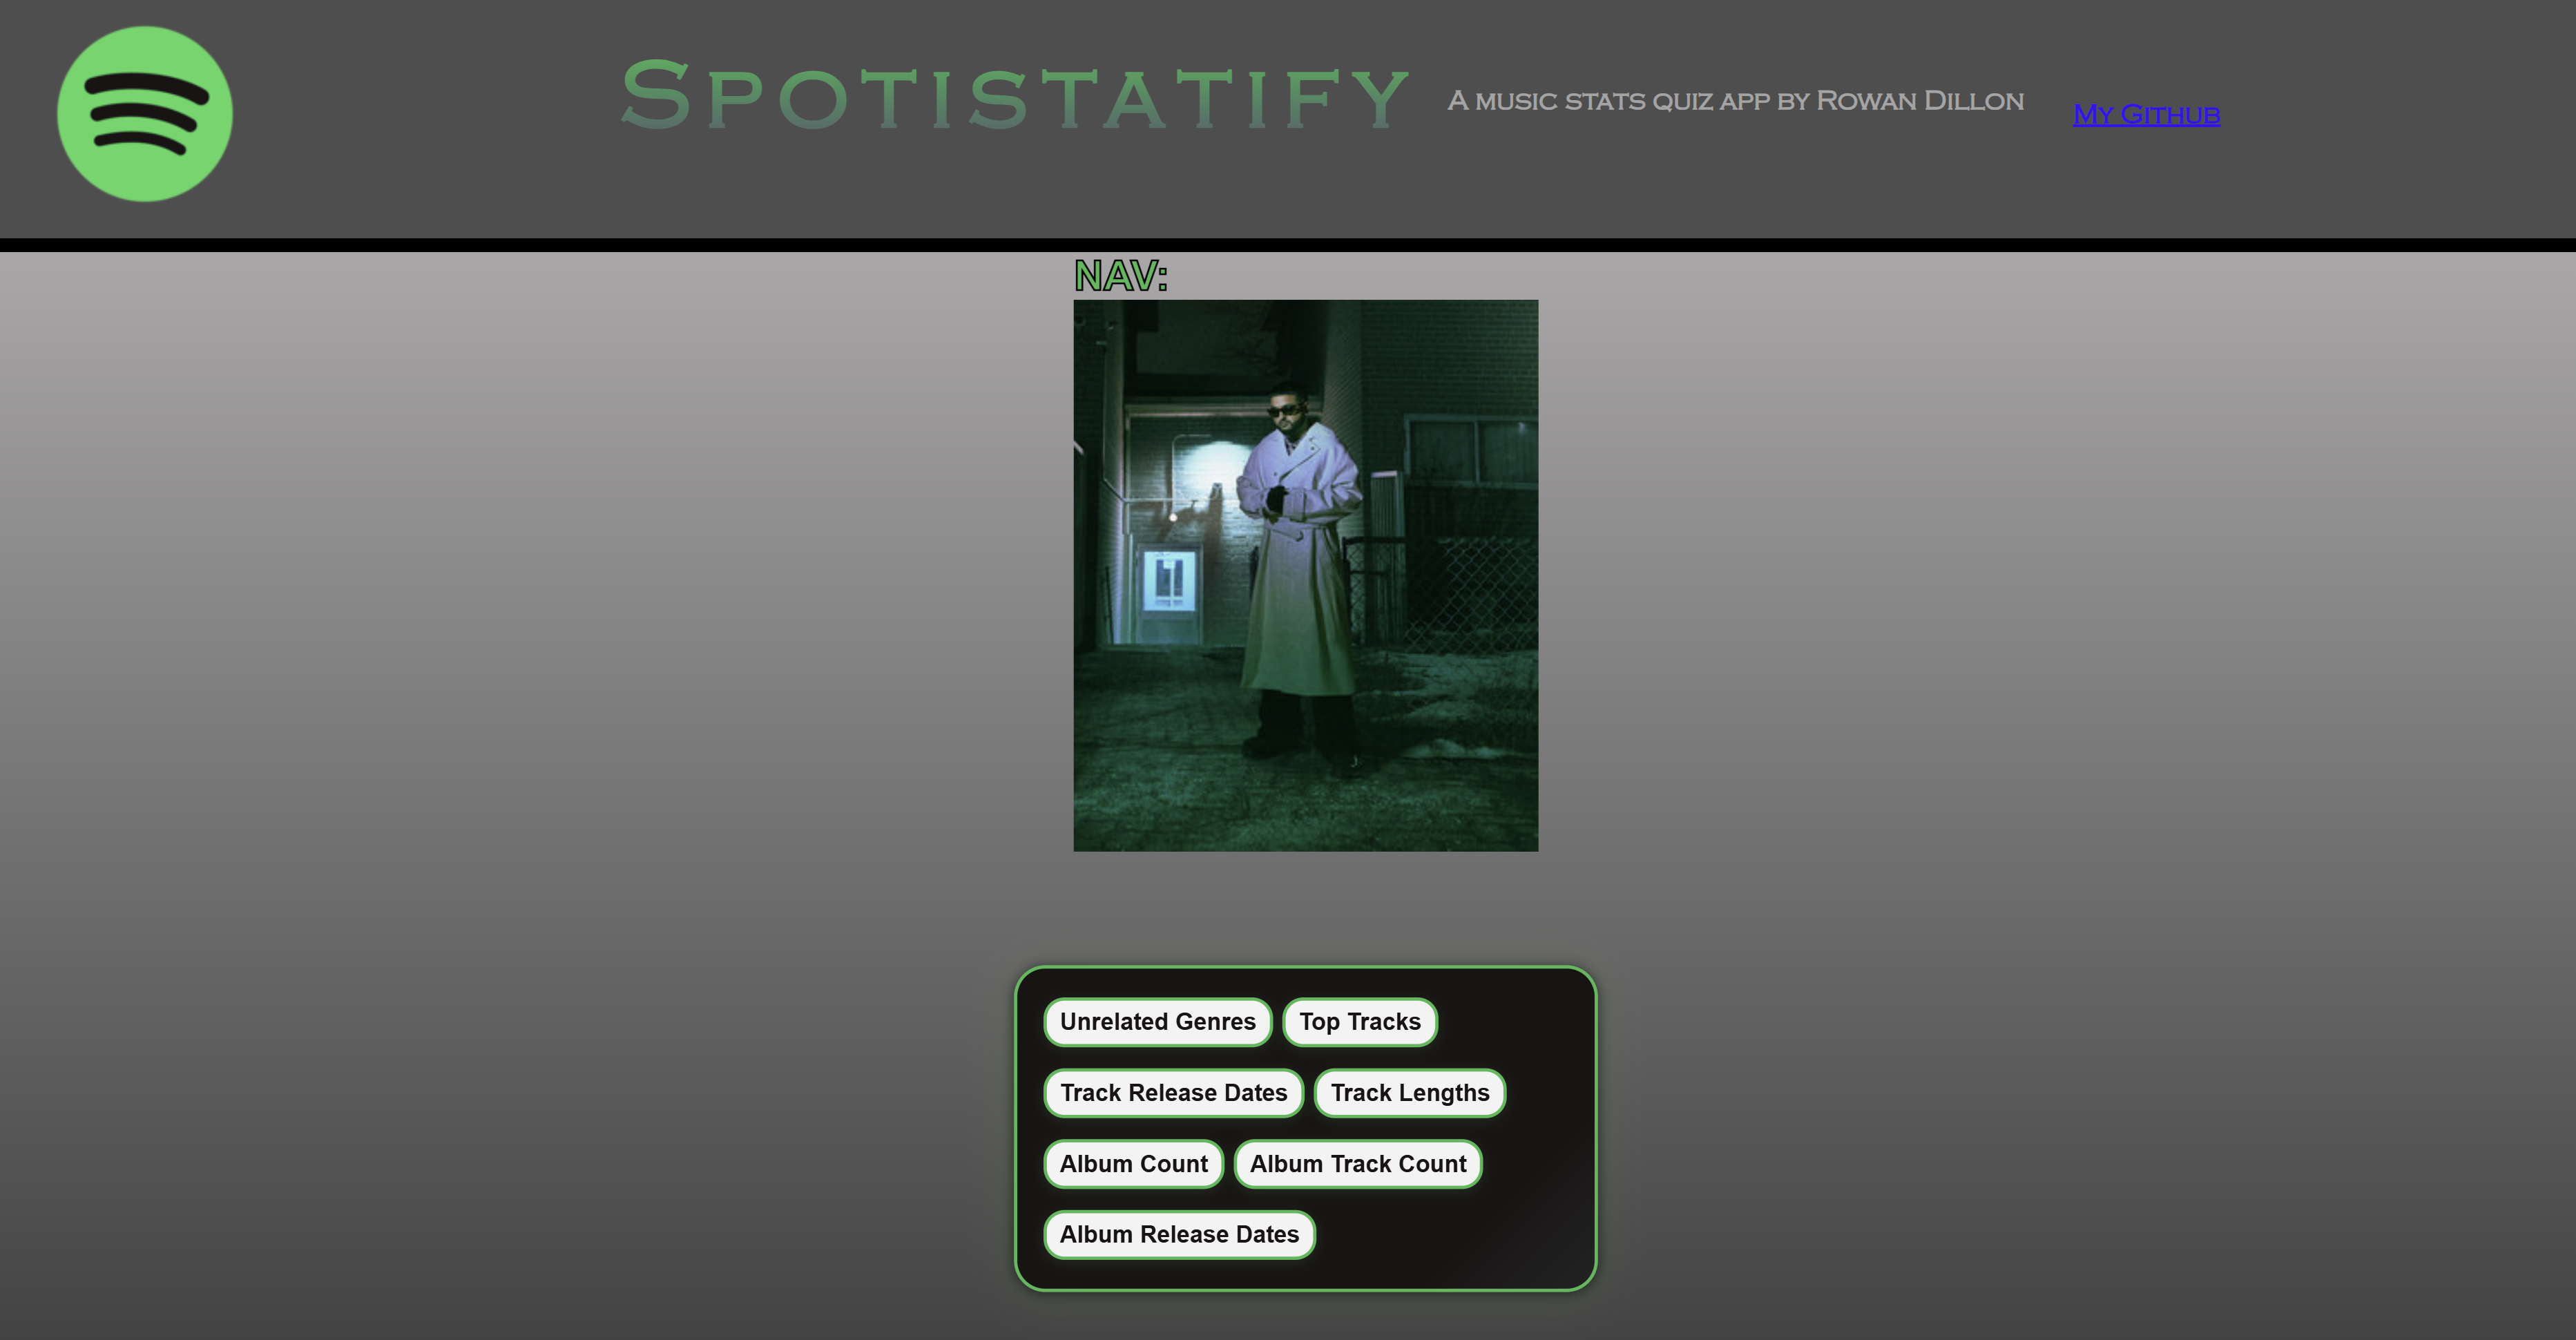 Spotistatify
A music stats quiz app by Rowan Dillon
My Github
NAV:
Unrelated Genres
Top Tracks
Track Release Dates
Track Lengths
Album Count
Album Track Count
Album Release Dates